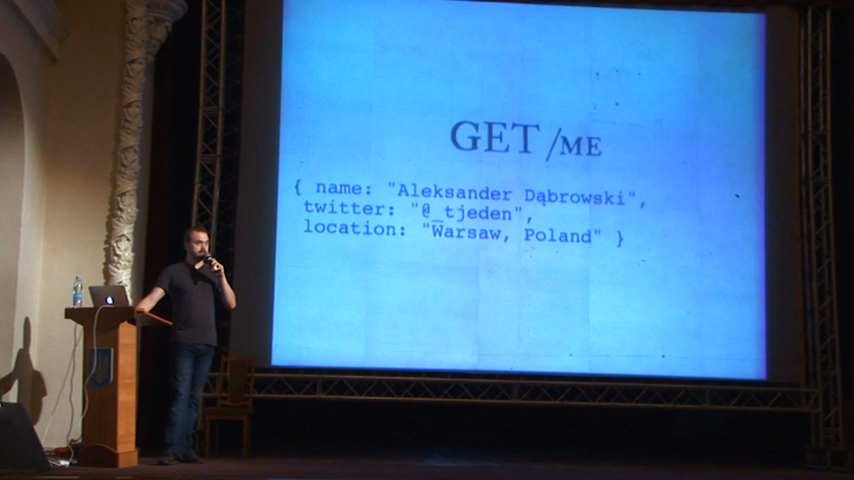 GET /ME
{ name: "Aleksander Dąbrowski",
twitter: "@_tjeden",
location: "Warsaw, Poland" }